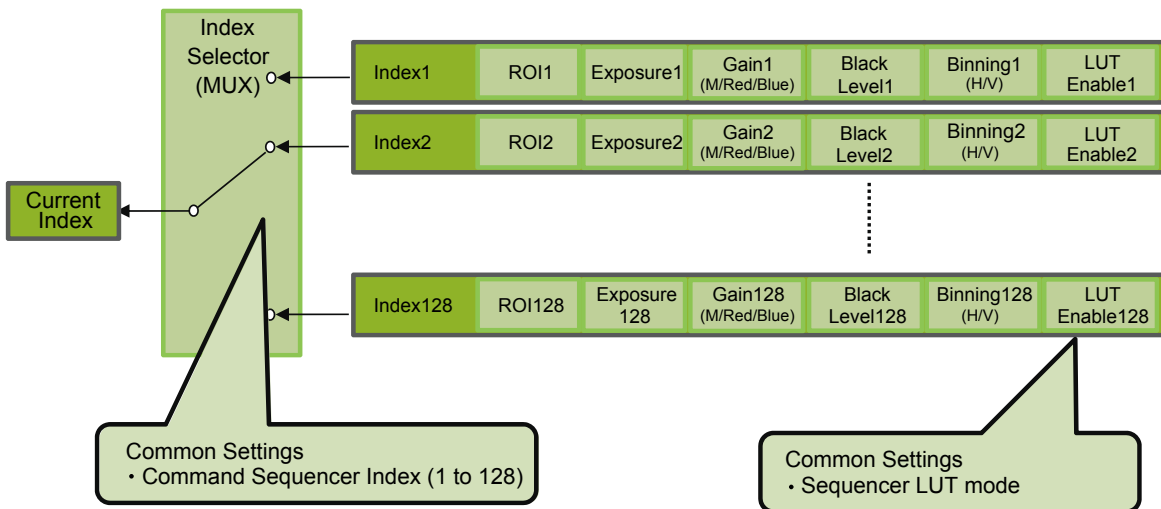 Index
Selector
(MUX)
Current
Index
Index1
ROI1
Exposure1
Gain1
(M/Red/Blue)
Black
Level1
Binning1
(H/V)
LUT
Enable1
Index2
ROI2
Exposure2
Gain2
(M/Red/Blue)
Black
Level2
Binning2
(H/V)
LUT
Enable2
Index128
ROI128
Exposure
128
Gain128
(M/Red/Blue)
Black
Level128
Binning128
(H/V)
LUT
Enable128
Common Settings
・Command Sequencer Index (1 to 128)
Common Settings
・Sequencer LUT mode